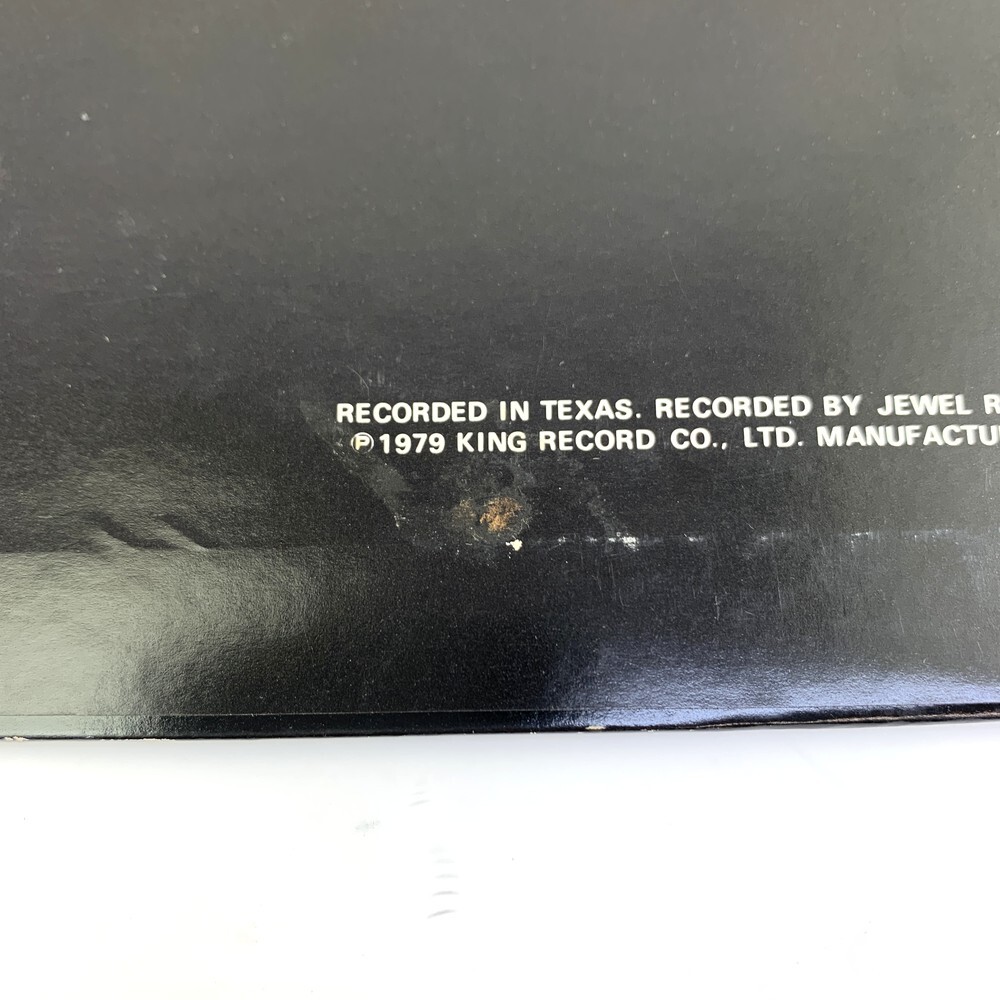 RECORDED IN TEXAS. RECORDED BY JEWEL
℗1979 KING RECORD CO., LTD.